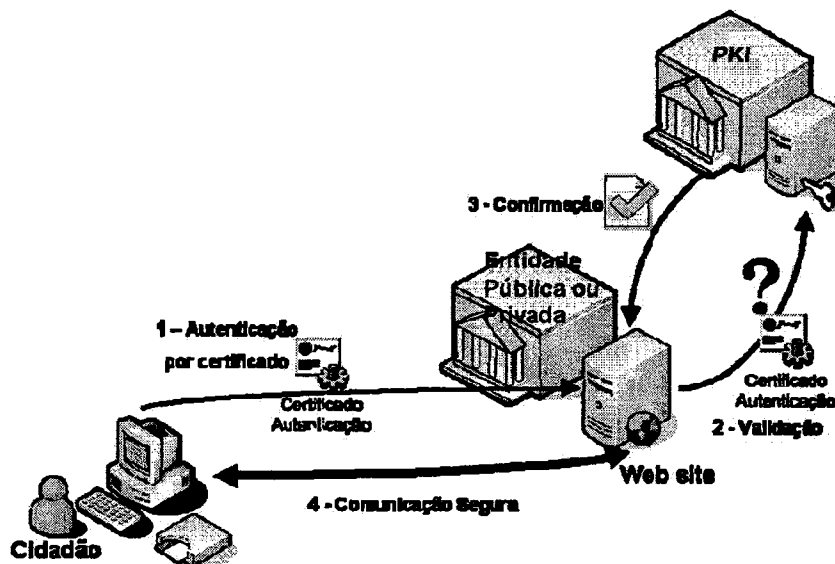 PKI
3 - Confirmação
Entidade
Pública ou
Privada
1 – Autenticação
por certificado
Certificado
Autenticação
Certificado
Autenticação
2 - Validação
Web site
4 - Comunicação Segura
Cidadão